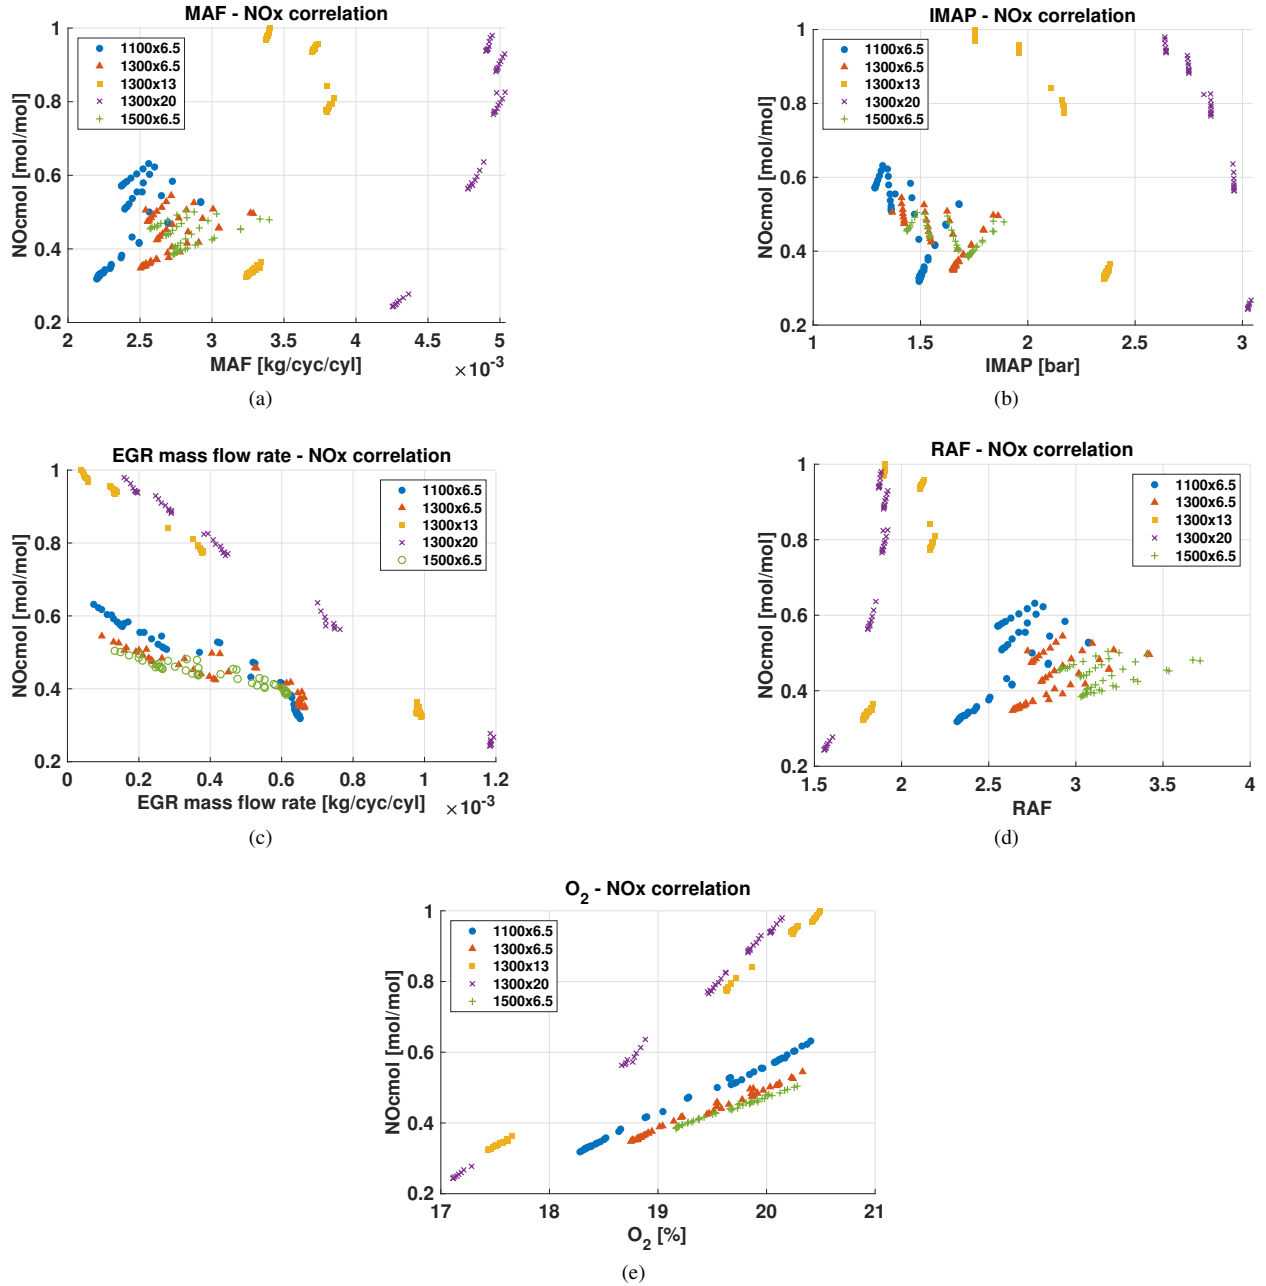 MAF - NOx correlation
NOcmol [mol/mol]
1
0.8
0.6
0.4
0.2
1100x6.5
1300x6.5
1300x13
1300x20
1500x6.5
2 2.5 3 3.5 4 4.5 5
MAF [kg/cyc/cyl]
×10-3
(a)
IMAP - NOx correlation
NOcmol [mol/mol]
1
0.8
0.6
0.4
0.2
1100x6.5
1300x6.5
1300x13
1300x20
1500x6.5
1 1.5 2 2.5 3
IMAP [bar]
(b)
EGR mass flow rate - NOx correlation
NOcmol [mol/mol]
1
0.8
0.6
0.4
0.2
1100x6.5
1300x6.5
1300x13
1300x20
1500x6.5
0 0.2 0.4 0.6 0.8 1 1.2
EGR mass flow rate [kg/cyc/cyl]
×10-3
(c)
RAF - NOx correlation
NOcmol [mol/mol]
1
0.8
0.6
0.4
0.2
1100x6.5
1300x6.5
1300x13
1300x20
1500x6.5
1.5 2 2.5 3 3.5 4
RAF
(d)
O2 - NOx correlation
NOcmol [mol/mol]
1
0.8
0.6
0.4
0.2
1100x6.5
1300x6.5
1300x13
1300x20
1500x6.5
17 18 19 20 21
O2 [%]
(e)